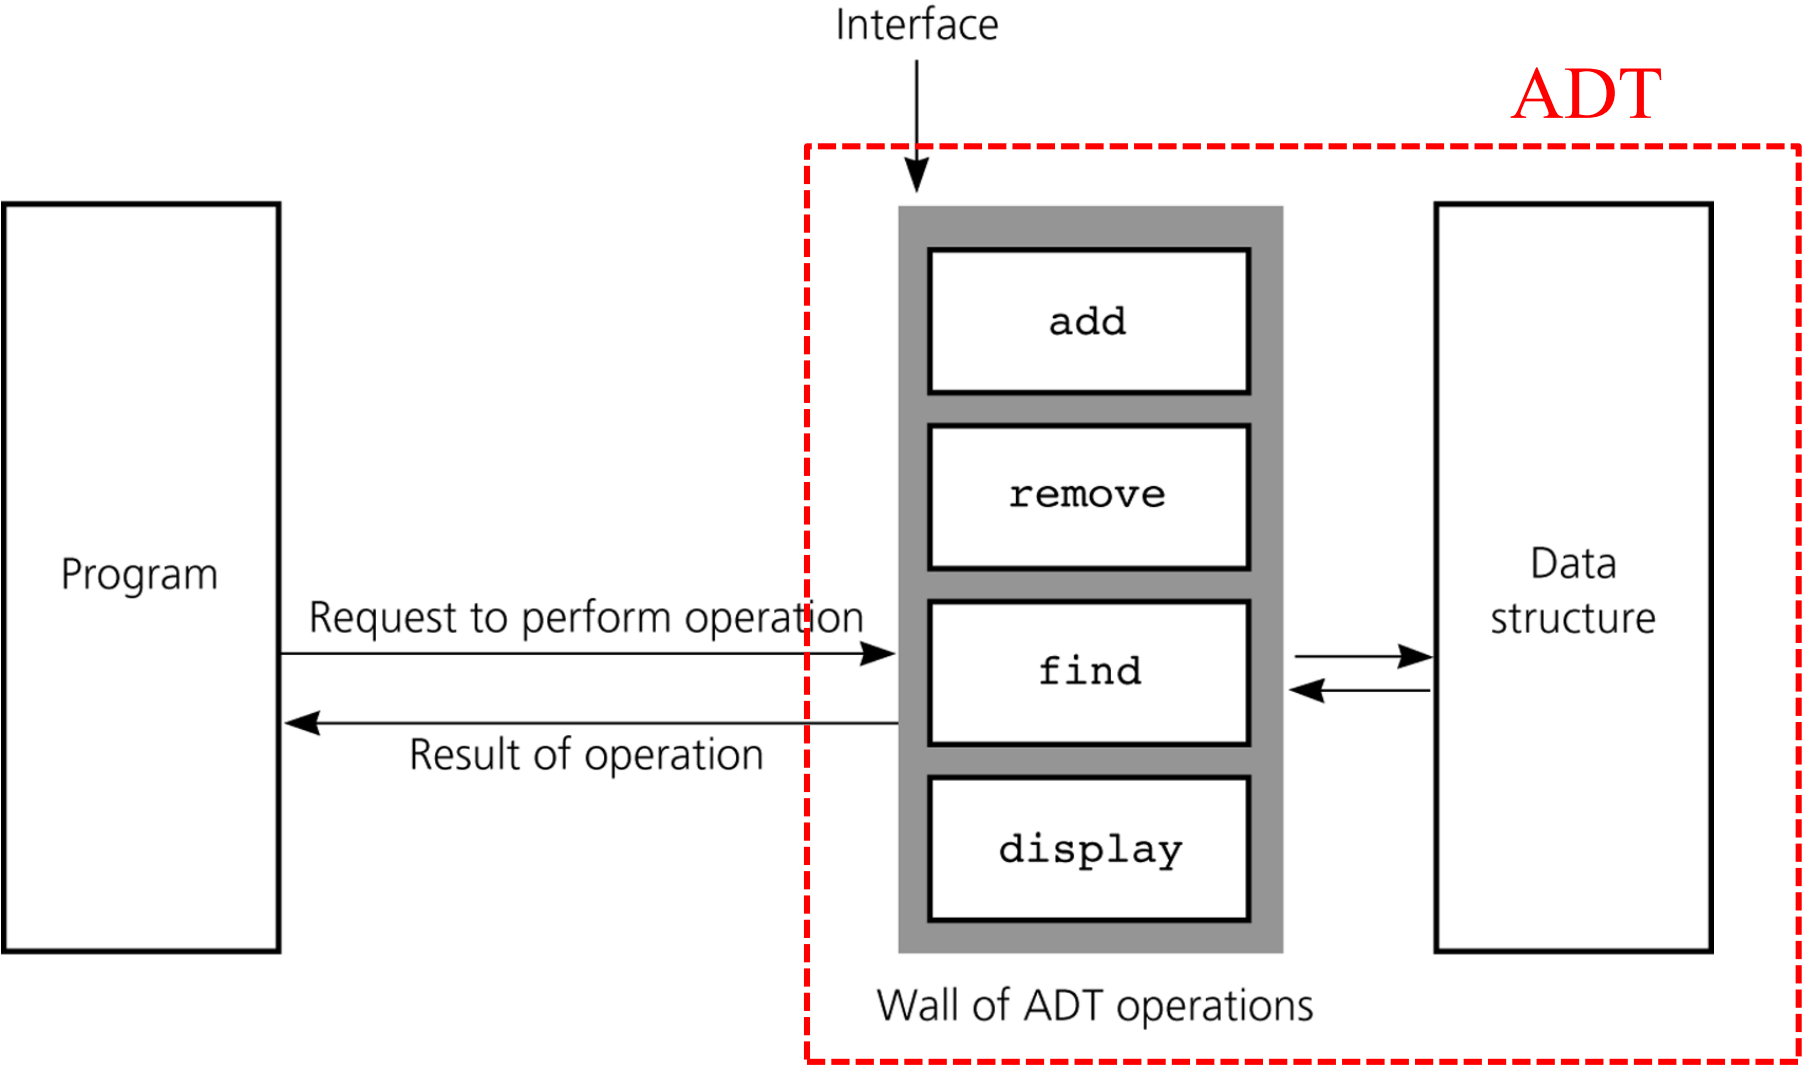 Interface
ADT
add
remove
Program
Data
structure
Request to perform operation
find
Result of operation
display
Wall of ADT operations